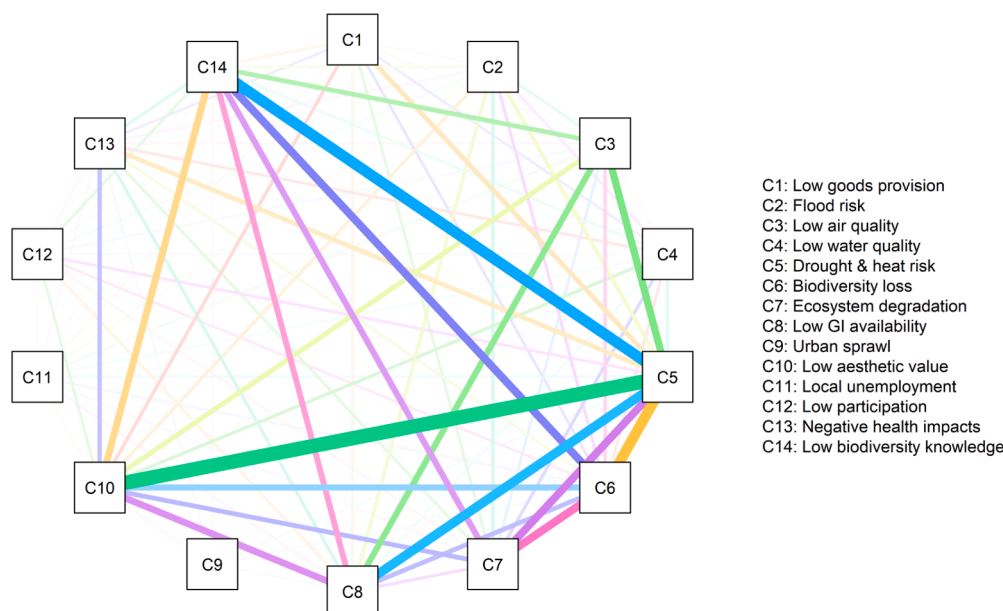 C1
C2
C3
C4
C5
C6
C7
C8
C9
C10
C11
C12
C13
C14
C1: Low goods provision
C2: Flood risk
C3: Low air quality
C4: Low water quality
C5: Drought & heat risk
C6: Biodiversity loss
C7: Ecosystem degradation
C8: Low GI availability
C9: Urban sprawl
C10: Low aesthetic value
C11: Local unemployment
C12: Low participation
C13: Negative health impacts
C14: Low biodiversity knowledge